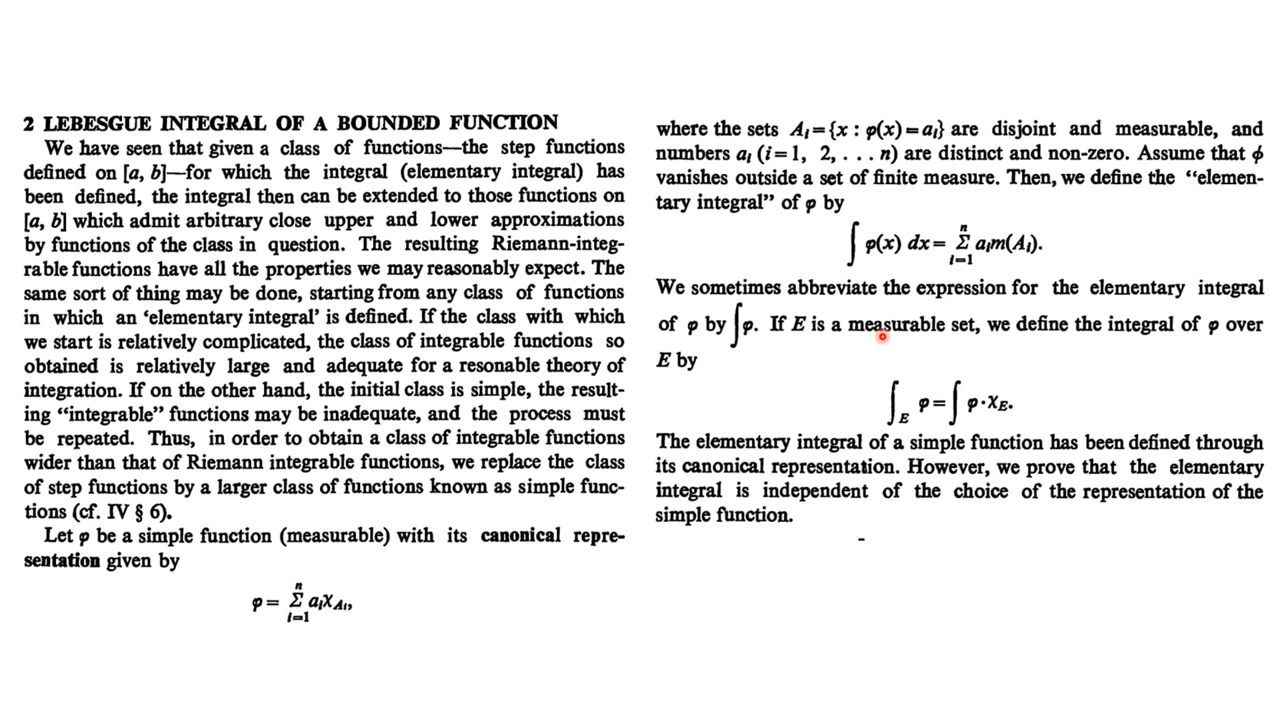 2 LEBESGUE INTEGRAL OF A BOUNDED FUNCTION
We have seen that given a class of functions—the step functions
defined on [a, b]—for which the integral (elementary integral) has
been defined, the integral then can be extended to those functions on
[a, b] which admit arbitrary close upper and lower approximations
by functions of the class in question. The resulting Riemann-integ-
rable functions have all the properties we may reasonably expect. The
same sort of thing may be done, starting from any class of functions
in which an ‘elementary integral’ is defined. If the class with which
we start is relatively complicated, the class of integrable functions so
obtained is relatively large and adequate for a resonable theory of
integration. If on the other hand, the initial class is simple, the result-
ing “integrable” functions may be inadequate, and the process must
be repeated. Thus, in order to obtain a class of integrable functions
wider than that of Riemann integrable functions, we replace the class
of step functions by a larger class of functions known as simple func-
tions (cf. IV § 6).
Let φ be a simple function (measurable) with its canonical repre-
sentation given by
φ = Σ_{i=1}^{n} a_i χ_{A_i},
where the sets A_i={x : φ(x)=a_i} are disjoint and measurable, and
numbers a_i (i=1, 2, . . . n) are distinct and non-zero. Assume that ϕ
vanishes outside a set of finite measure. Then, we define the “elemen-
tary integral” of φ by
∫ φ(x) dx = Σ_{i=1}^{n} a_i m(A_i).
We sometimes abbreviate the expression for the elementary integral
of φ by ∫φ. If E is a measurable set, we define the integral of φ over
E by
∫_E φ = ∫ φ·χ_E.
The elementary integral of a simple function has been defined through
its canonical representation. However, we prove that the elementary
integral is independent of the choice of the representation of the
simple function.